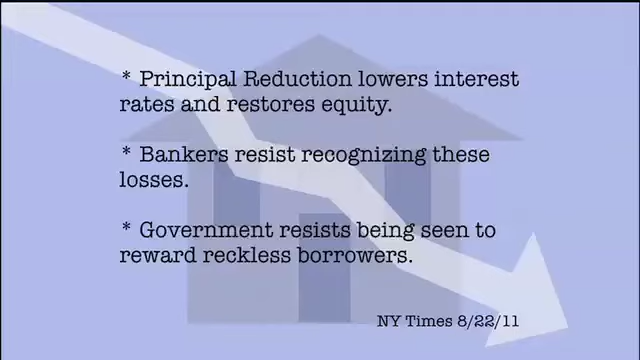 * Principal Reduction lowers interest
rates and restores equity.
* Bankers resist recognizing these
losses.
* Government resists being seen to
reward reckless borrowers.
NY Times 8/22/11